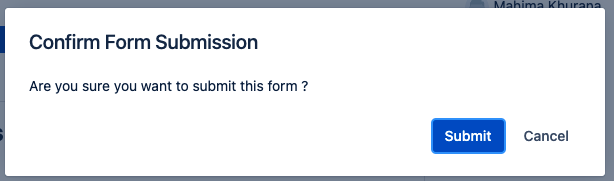 Mahima Khurana
Confirm Form Submission
Are you sure you want to submit this form ?
Submit
Cancel